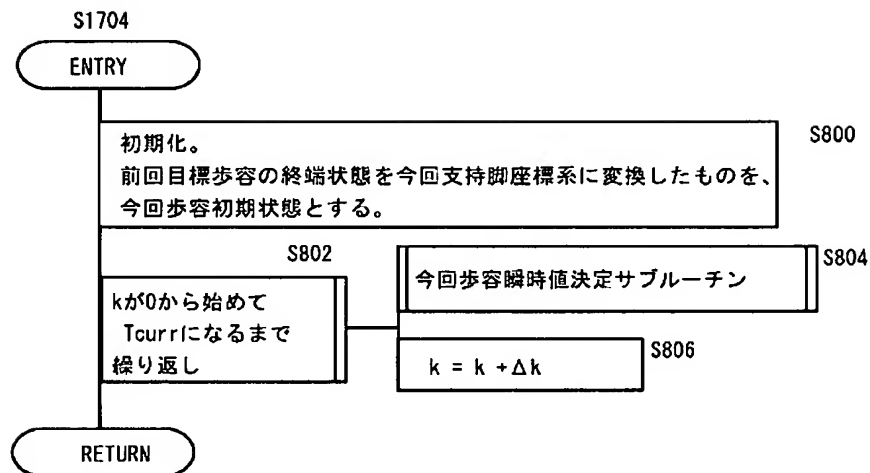 S1704
ENTRY
S800
初期化。
前回目標歩容の終端状態を今回支持脚座標系に変換したものを、
今回歩容初期状態とする。
S802
kが0から始めて
Tcurrになるまで
繰り返し
S804
今回歩容瞬時値決定サブルーチン
S806
k = k +Δk
RETURN